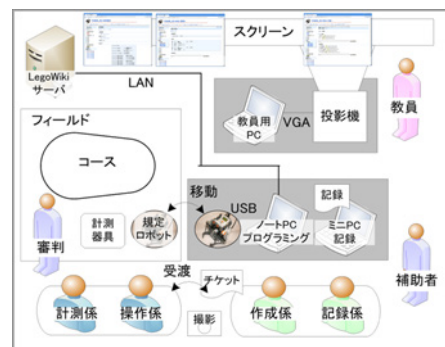 スクリーン
LegoWiki
サーバ
LAN
教員用
PC
VGA
投影機
教員
フィールド
コース
移動
USB
記録
計測
器具
規定
ロボット
ノートPC
プログラミング
ミニPC
記録
審判
補助者
受渡
チケット
計測係
操作係
撮影
作成係
記録係